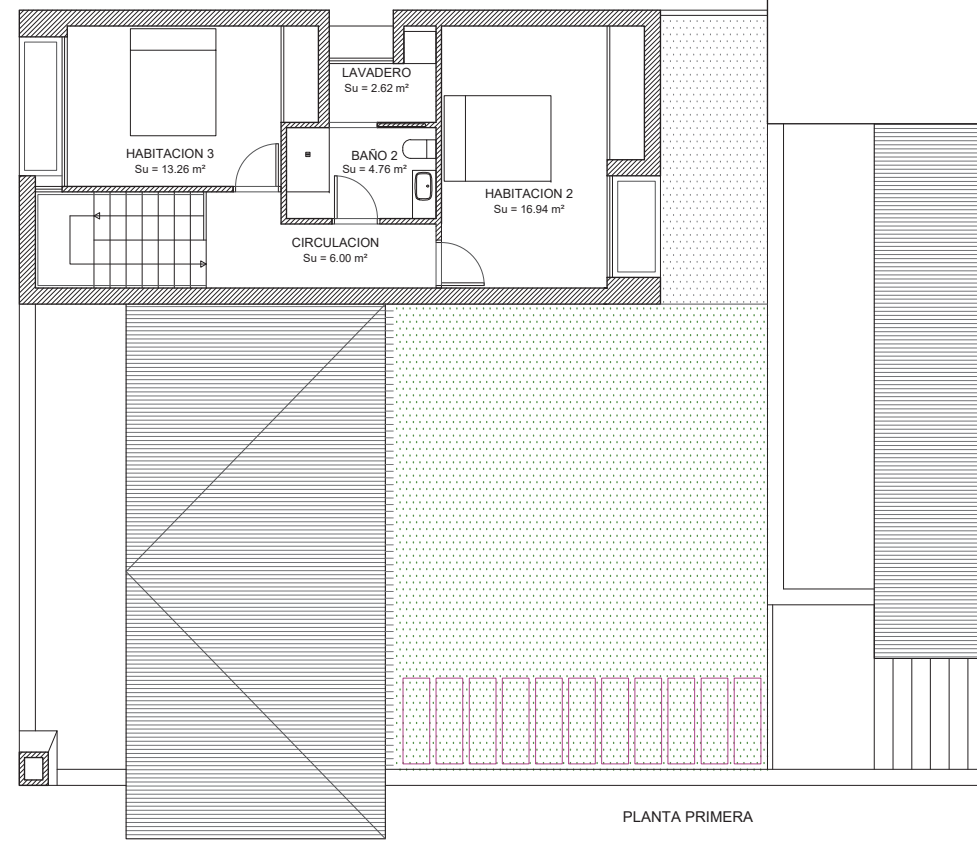 LAVADERO
Su = 2.62 m²
HABITACION 3
Su = 13.26 m²
BAÑO 2
Su = 4.76 m²
HABITACION 2
Su = 16.94 m²
CIRCULACION
Su = 6.00 m²
PLANTA PRIMERA